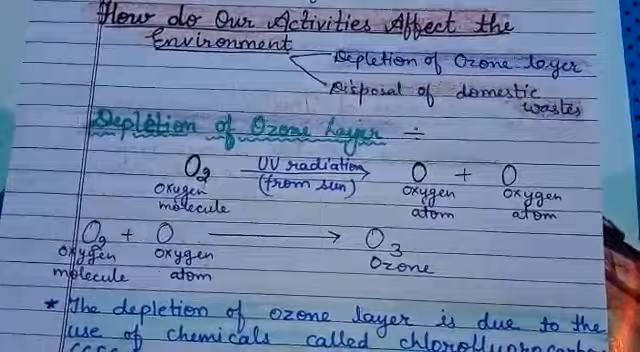 How do Our Activities Affect the
Environment
Depletion of Ozone layer
Disposal of domestic
wastes
Depletion of Ozone Layer :-
O₂ UV radiation (from sun) → O + O
oxygen molecule oxygen atom oxygen atom
O₂ + O → O₃
oxygen molecule oxygen atom Ozone
* The depletion of ozone layer is due to the
use of chemicals called